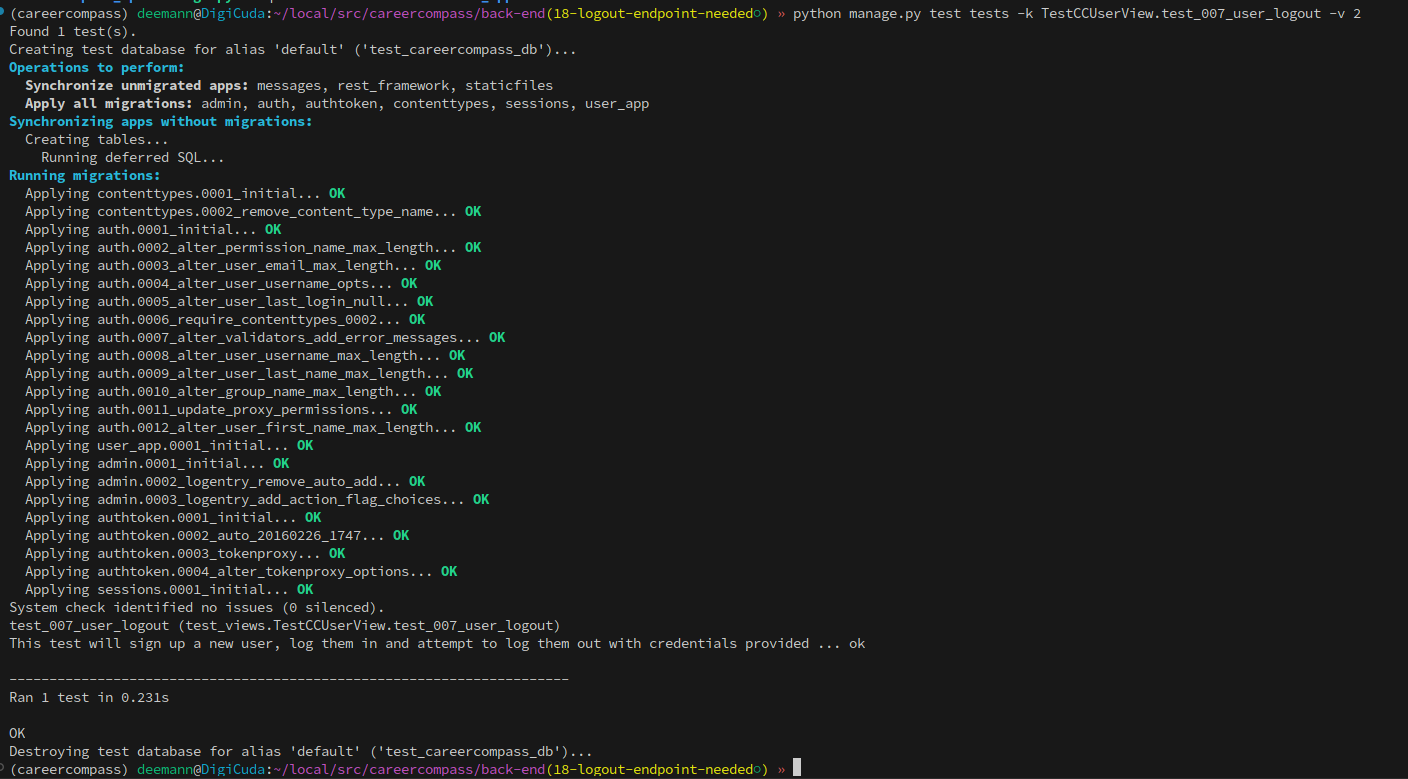 (careercompass) deemann@DigiCuda:~/local/src/careercompass/back-end(18-logout-endpoint-needed○) » python manage.py test tests -k TestCCUserView.test_007_user_logout -v 2
Found 1 test(s).
Creating test database for alias 'default' ('test_careercompass_db')...
Operations to perform:
  Synchronize unmigrated apps: messages, rest_framework, staticfiles
  Apply all migrations: admin, auth, authtoken, contenttypes, sessions, user_app
Synchronizing apps without migrations:
  Creating tables...
    Running deferred SQL...
Running migrations:
  Applying contenttypes.0001_initial... OK
  Applying contenttypes.0002_remove_content_type_name... OK
  Applying auth.0001_initial... OK
  Applying auth.0002_alter_permission_name_max_length... OK
  Applying auth.0003_alter_user_email_max_length... OK
  Applying auth.0004_alter_user_username_opts... OK
  Applying auth.0005_alter_user_last_login_null... OK
  Applying auth.0006_require_contenttypes_0002... OK
  Applying auth.0007_alter_validators_add_error_messages... OK
  Applying auth.0008_alter_user_username_max_length... OK
  Applying auth.0009_alter_user_last_name_max_length... OK
  Applying auth.0010_alter_group_name_max_length... OK
  Applying auth.0011_update_proxy_permissions... OK
  Applying auth.0012_alter_user_first_name_max_length... OK
  Applying user_app.0001_initial... OK
  Applying admin.0001_initial... OK
  Applying admin.0002_logentry_remove_auto_add... OK
  Applying admin.0003_logentry_add_action_flag_choices... OK
  Applying authtoken.0001_initial... OK
  Applying authtoken.0002_auto_20160226_1747... OK
  Applying authtoken.0003_tokenproxy... OK
  Applying authtoken.0004_alter_tokenproxy_options... OK
  Applying sessions.0001_initial... OK
System check identified no issues (0 silenced).
test_007_user_logout (test_views.TestCCUserView.test_007_user_logout)
This test will sign up a new user, log them in and attempt to log them out with credentials provided ... ok
----------------------------------------------------------------------
Ran 1 test in 0.231s
OK
Destroying test database for alias 'default' ('test_careercompass_db')...
(careercompass) deemann@DigiCuda:~/local/src/careercompass/back-end(18-logout-endpoint-needed○) »